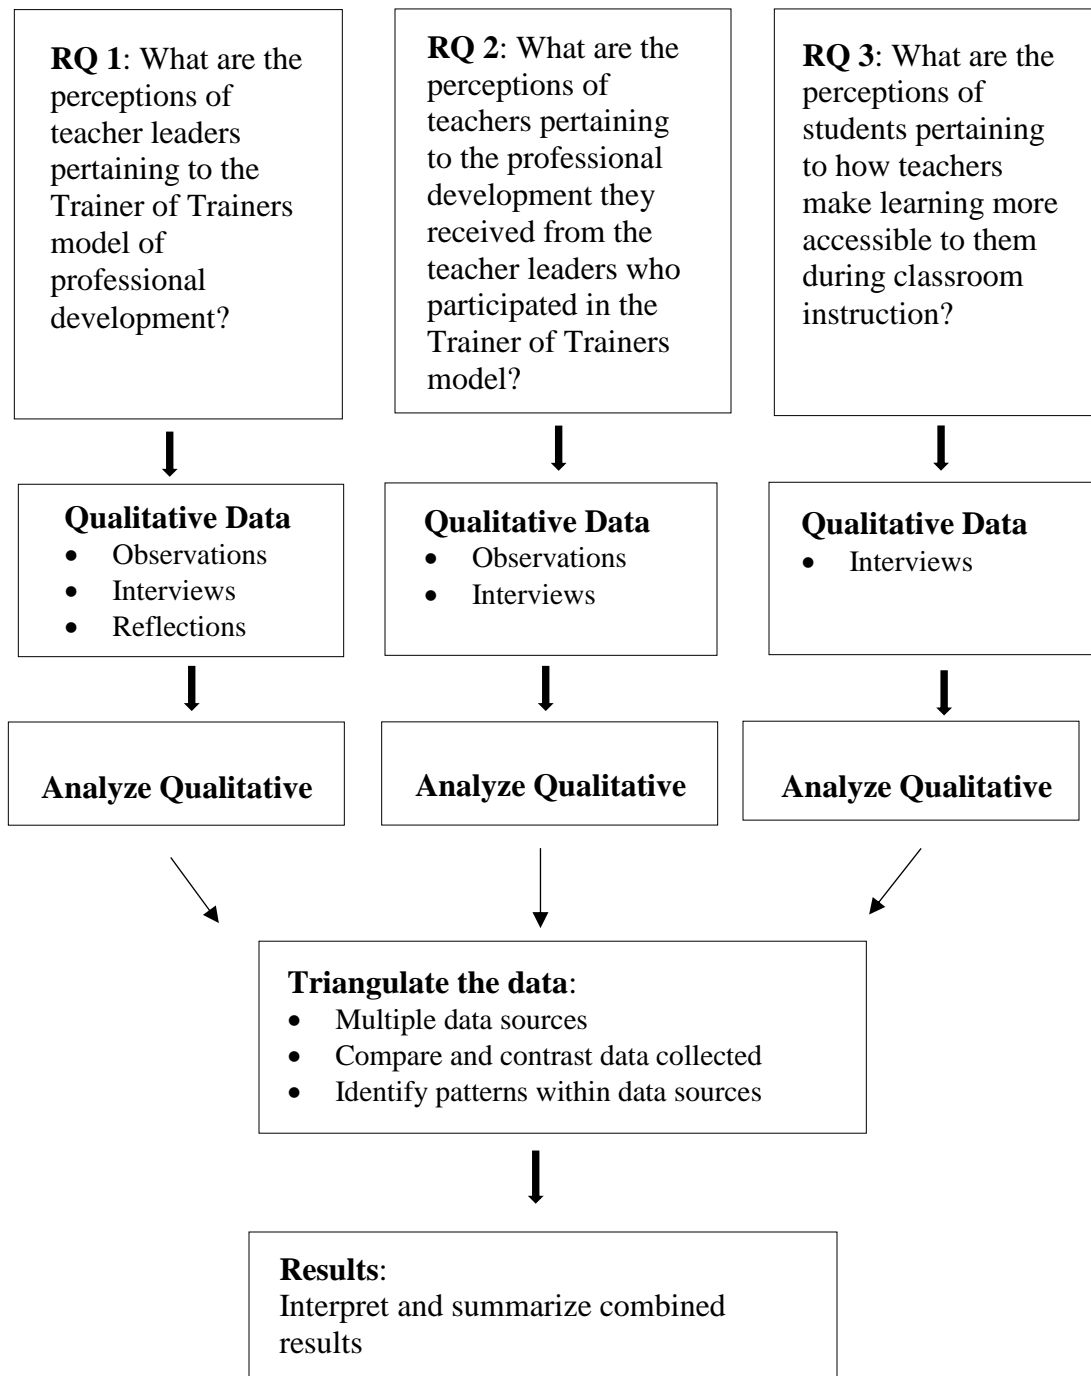 RQ 1: What are the
perceptions of
teacher leaders
pertaining to the
Trainer of Trainers
model of
professional
development?
RQ 2: What are the
perceptions of
teachers pertaining
to the professional
development they
received from the
teacher leaders who
participated in the
Trainer of Trainers
model?
RQ 3: What are the
perceptions of
students pertaining
to how teachers
make learning more
accessible to them
during classroom
instruction?
Qualitative Data
• Observations
• Interviews
• Reflections
Qualitative Data
• Observations
• Interviews
Qualitative Data
• Interviews
Analyze Qualitative
Analyze Qualitative
Analyze Qualitative
Triangulate the data:
• Multiple data sources
• Compare and contrast data collected
• Identify patterns within data sources
Results:
Interpret and summarize combined
results